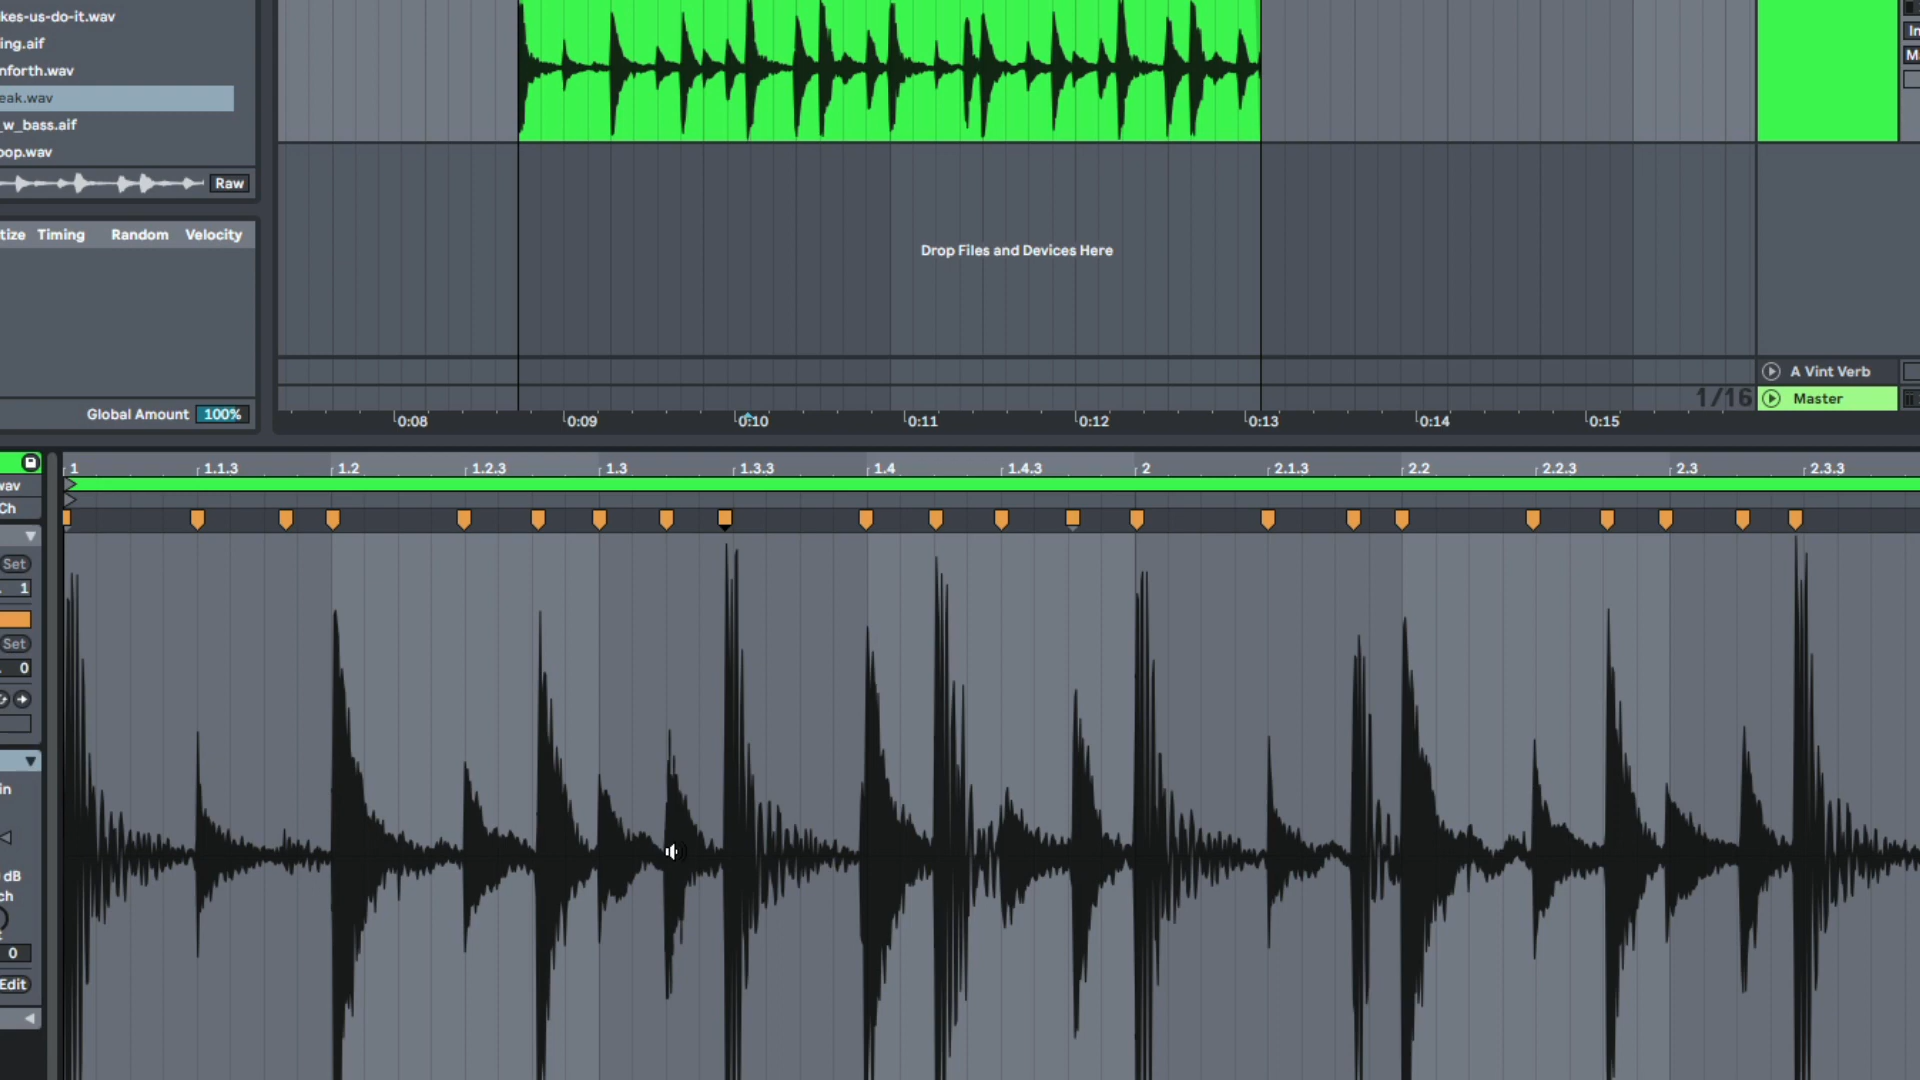 kes-us-do-it.wav
ing.aif
nforth.wav
eak.wav
_w_bass.aif
oop.wav
Raw
tize Timing Random Velocity
Drop Files and Devices Here
Global Amount 100%
In
A Vint Verb
1/16
Master
0:08 0:09 0:10 0:11 0:12 0:13 0:14 0:15
1 1.1.3 1.2 1.2.3 1.3 1.3.3 1.4 1.4.3 2 2.1.3 2.2 2.2.3 2.3 2.3.3
wav
Ch
Set
1
Set
0
in
dB
ch
0
Edit